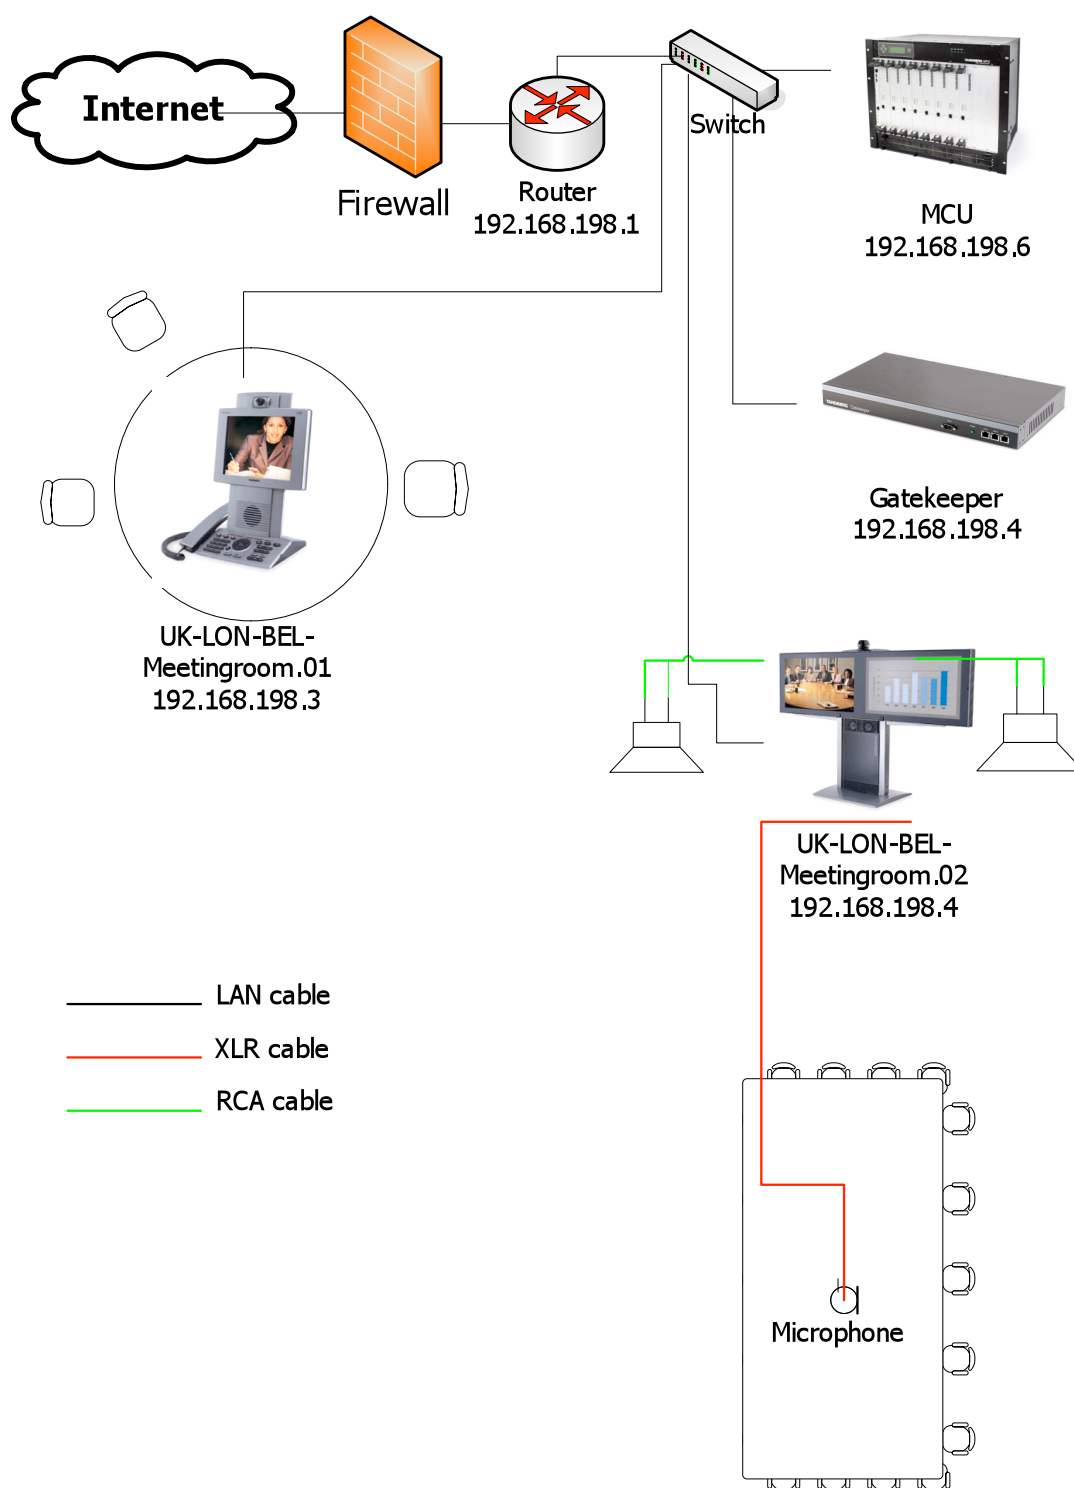 Internet
Firewall
Router
192.168.198.1
Switch
MCU
192.168.198.6
Gatekeeper
192.168.198.4
UK-LON-BEL-
Meetingroom.01
192.168.198.3
UK-LON-BEL-
Meetingroom.02
192.168.198.4
LAN cable
XLR cable
RCA cable
Microphone